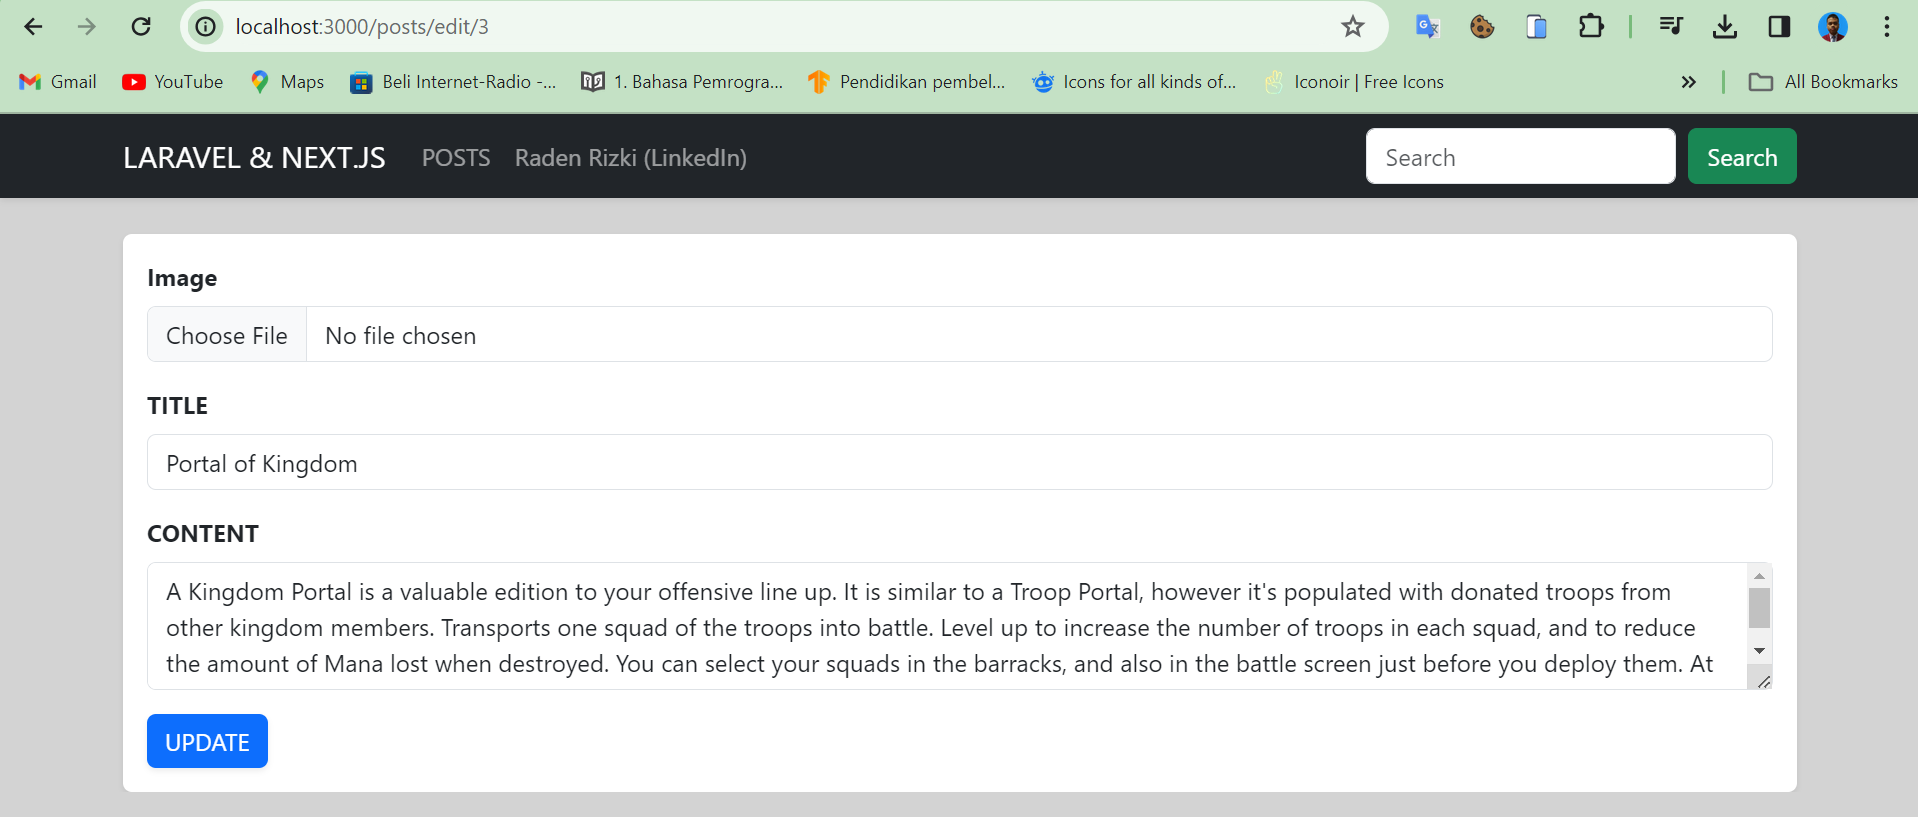 localhost:3000/posts/edit/3
Gmail YouTube Maps Beli Internet-Radio -... 1. Bahasa Pemrogra... Pendidikan pembel... Icons for all kinds of... Iconoir | Free Icons All Bookmarks
LARAVEL & NEXT.JS POSTS Raden Rizki (LinkedIn) Search Search
Image
Choose File No file chosen
TITLE
Portal of Kingdom
CONTENT
A Kingdom Portal is a valuable edition to your offensive line up. It is similar to a Troop Portal, however it's populated with donated troops from
other kingdom members. Transports one squad of the troops into battle. Level up to increase the number of troops in each squad, and to reduce
the amount of Mana lost when destroyed. You can select your squads in the barracks, and also in the battle screen just before you deploy them. At
UPDATE